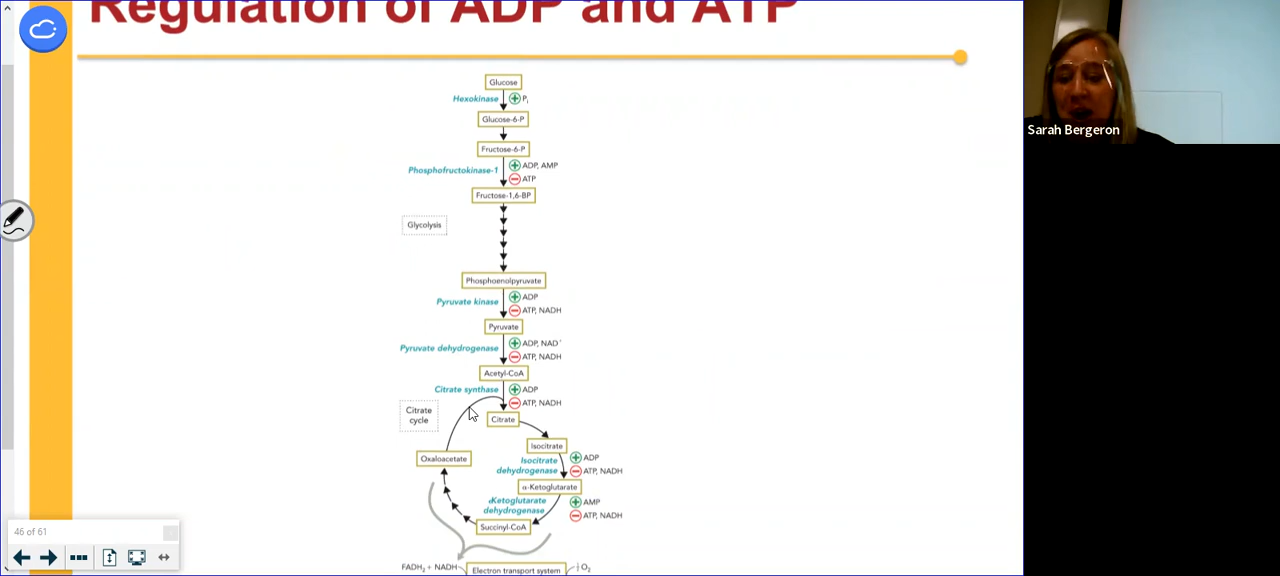 Regulation of ADP and ATP
Glucose
Hexokinase
Pi
Glucose-6-P
Fructose-6-P
Phosphofructokinase-1
ADP, AMP
ATP
Fructose-1,6-BP
Glycolysis
Phosphoenolpyruvate
Pyruvate kinase
ADP
ATP, NADH
Pyruvate
Pyruvate dehydrogenase
ADP, NAD+
ATP, NADH
Acetyl-CoA
Citrate synthase
ADP
ATP, NADH
Citrate
cycle
Citrate
Isocitrate
Isocitrate
dehydrogenase
ADP
ATP, NADH
Oxaloacetate
α-Ketoglutarate
αKetoglutarate
dehydrogenase
AMP
ATP, NADH
Succinyl-CoA
FADH2 + NADH
Electron transport system
O2
46 of 61
Sarah Bergeron